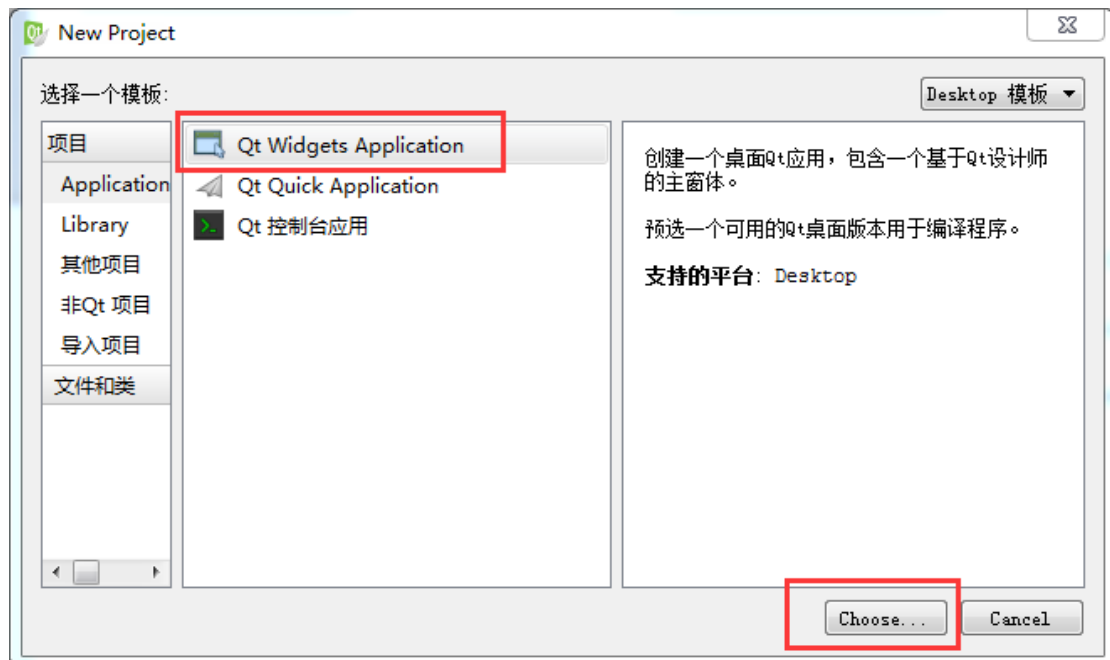 New Project
选择一个模板:
Desktop 模板
项目
Application
Library
其他项目
非Qt 项目
导入项目
文件和类
Qt Widgets Application
Qt Quick Application
Qt 控制台应用
创建一个桌面Qt应用，包含一个基于Qt设计师
的主窗体。
预选一个可用的Qt桌面版本用于编译程序。
支持的平台: Desktop
Choose...
Cancel